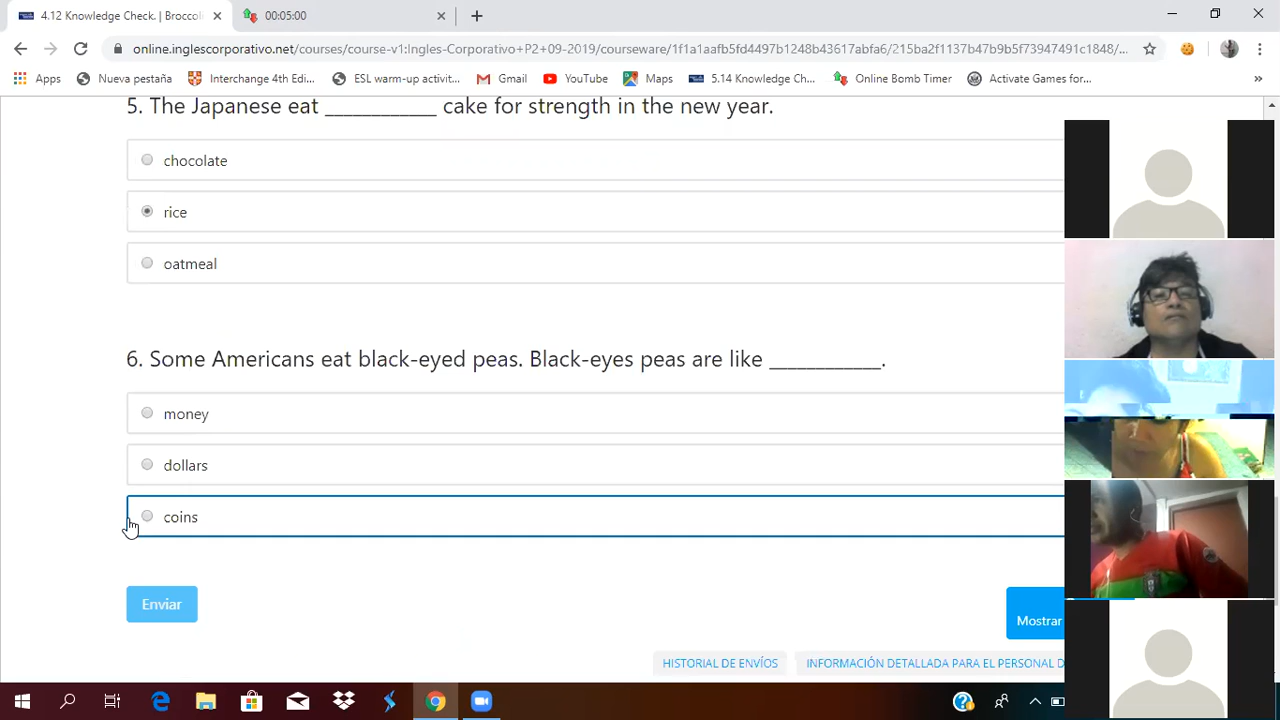 4.12 Knowledge Check. | Broccol
00:05:00
online.inglescorporativo.net/courses/course-v1:Ingles-Corporativo+P2+09-2019/courseware/1f1a1aafb5fd4497b1248b43617abfa6/215ba2f1137b47b9b5f73947491c1848/...
Apps
Nueva pestaña
Interchange 4th Edi...
ESL warm-up activit...
Gmail
YouTube
Maps
5.14 Knowledge Ch...
Online Bomb Timer
Activate Games for...
5. The Japanese eat ____________ cake for strength in the new year.
chocolate
rice
oatmeal
6. Some Americans eat black-eyed peas. Black-eyes peas are like ____________.
money
dollars
coins
Enviar
Mostrar
HISTORIAL DE ENVÍOS
INFORMACIÓN DETALLADA PARA EL PERSONAL D